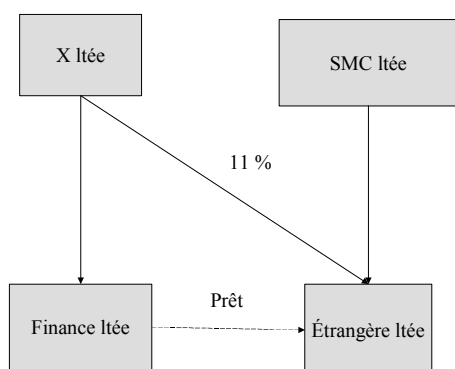 X ltée
SMC ltée
11 %
Prêt
Finance ltée
Étrangère ltée